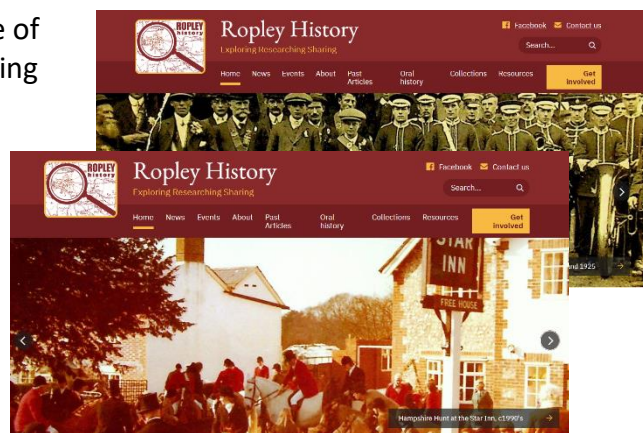 e of
ing
ROPLEY
history
Ropley History
Exploring Researching Sharing
Facebook
Contact us
Search...
Home
News
Events
About
Past
Articles
Oral
history
Collections
Resources
Get
involved
and 1925
ROPLEY
history
Ropley History
Exploring Researching Sharing
Facebook
Contact us
Search...
Home
News
Events
About
Past
Articles
Oral
history
Collections
Resources
Get
involved
STAR
INN
FREE HOUSE
Hampshire Hunt at the Star Inn, c1990's